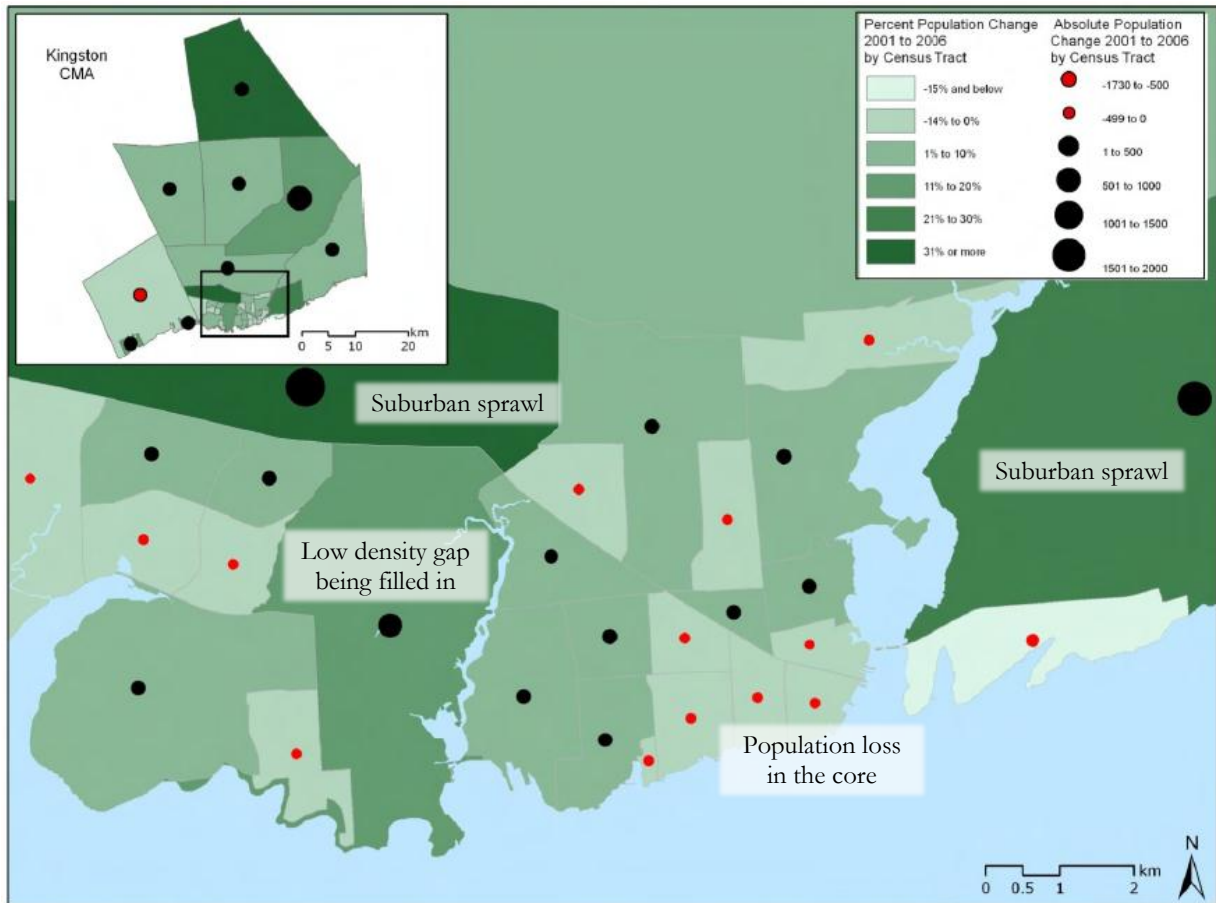 Kingston
CMA
0 5 10 20
km
Percent Population Change
2001 to 2006
by Census Tract
-15% and below
-14% to 0%
1% to 10%
11% to 20%
21% to 30%
31% or more
Absolute Population
Change 2001 to 2006
by Census Tract
-1730 to -500
-499 to 0
1 to 500
501 to 1000
1001 to 1500
1501 to 2000
Suburban sprawl
Suburban sprawl
Low density gap
being filled in
Population loss
in the core
N
km
0 0.5 1 2